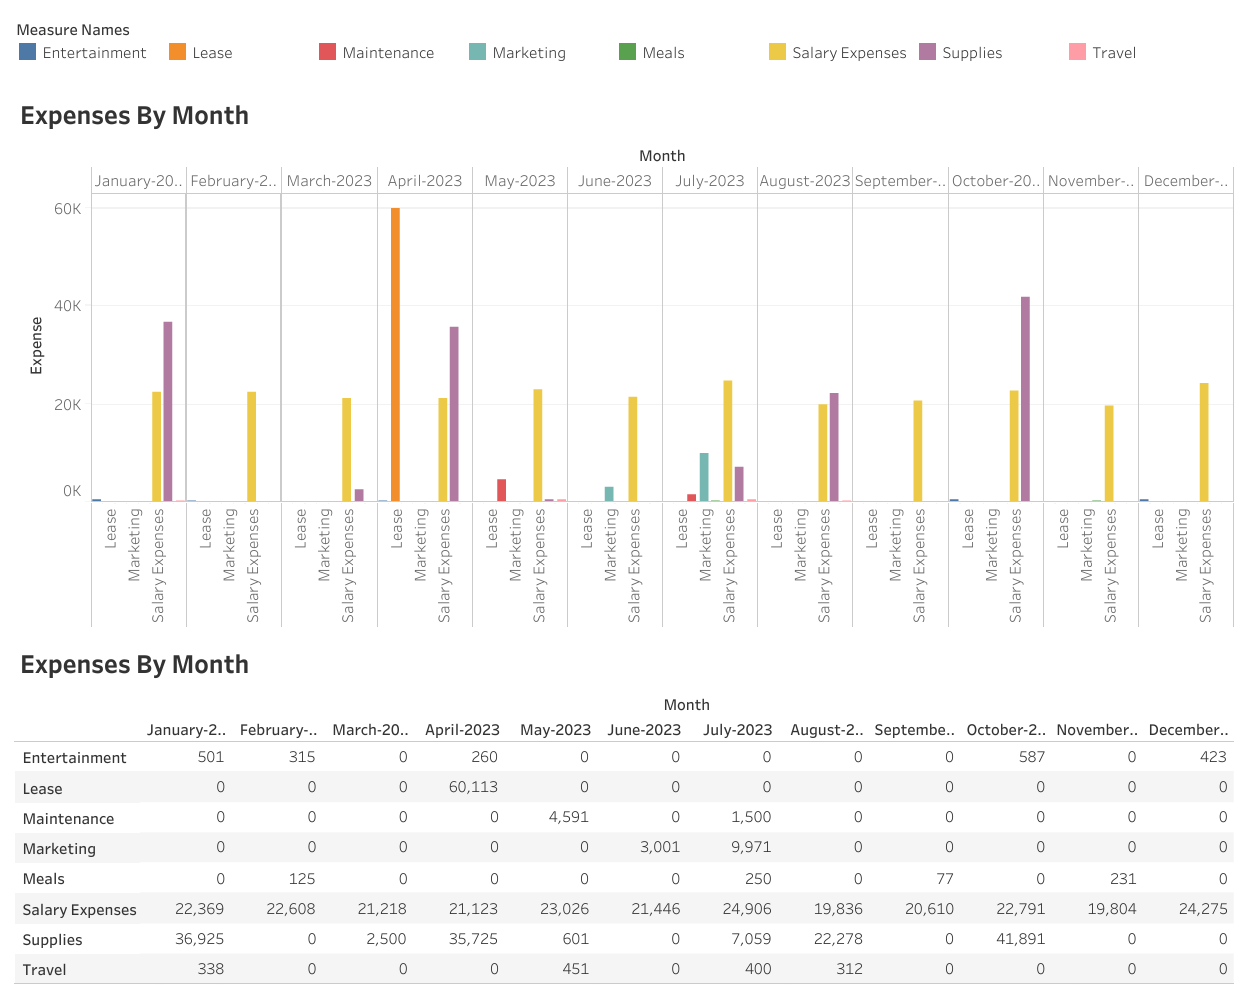 Measure Names
Entertainment Lease Maintenance Marketing Meals Salary Expenses Supplies Travel
Expenses By Month
Month
January-20.. February-2.. March-2023 April-2023 May-2023 June-2023 July-2023 August-2023 September-.. October-20.. November-.. December-..
60K
40K
20K
0K
Expense
Lease Marketing Salary Expenses Lease Marketing Salary Expenses Lease Marketing Salary Expenses Lease Marketing Salary Expenses Lease Marketing Salary Expenses Lease Marketing Salary Expenses Lease Marketing Salary Expenses Lease Marketing Salary Expenses Lease Marketing Salary Expenses Lease Marketing Salary Expenses Lease Marketing Salary Expenses Lease Marketing Salary Expenses
Expenses By Month
Month
January-2.. February-.. March-20.. April-2023 May-2023 June-2023 July-2023 August-2.. Septembe.. October-2.. November.. December..
Entertainment 501 315 0 260 0 0 0 0 0 587 0 423
Lease 0 0 0 60,113 0 0 0 0 0 0 0 0
Maintenance 0 0 0 0 4,591 0 1,500 0 0 0 0 0
Marketing 0 0 0 0 0 3,001 9,971 0 0 0 0 0
Meals 0 125 0 0 0 0 250 0 77 0 231 0
Salary Expenses 22,369 22,608 21,218 21,123 23,026 21,446 24,906 19,836 20,610 22,791 19,804 24,275
Supplies 36,925 0 2,500 35,725 601 0 7,059 22,278 0 41,891 0 0
Travel 338 0 0 0 451 0 400 312 0 0 0 0